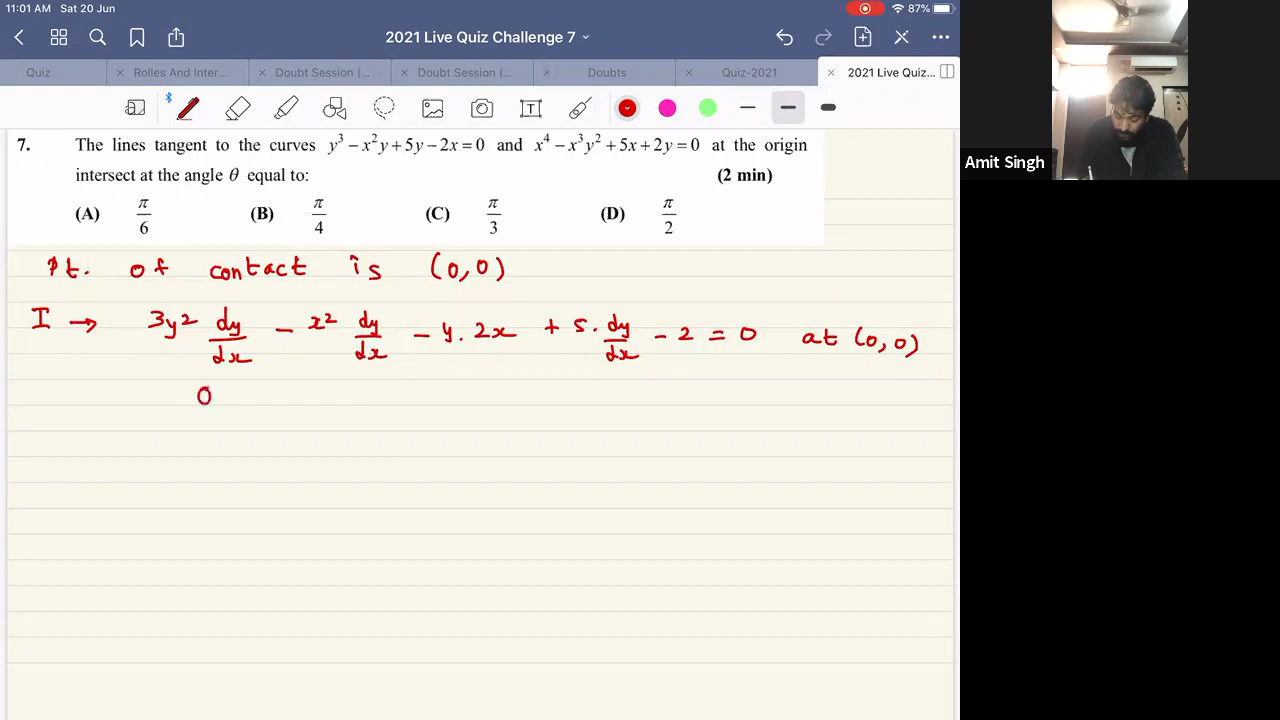 11:01 AM Sat 20 Jun
87%
2021 Live Quiz Challenge 7
Quiz
Rolles And Inter...
Doubt Session (...
Doubt Session (...
Doubts
Quiz-2021
2021 Live Quiz...
7. The lines tangent to the curves y³ − x²y + 5y − 2x = 0 and x⁴ − x³y² + 5x + 2y = 0 at the origin
intersect at the angle θ equal to: (2 min)
(A) π/6 (B) π/4 (C) π/3 (D) π/2
Pt. of contact is (0,0)
I → 3y² dy/dx − x² dy/dx − y. 2x + 5. dy/dx − 2 = 0 at (0,0)
0
Amit Singh